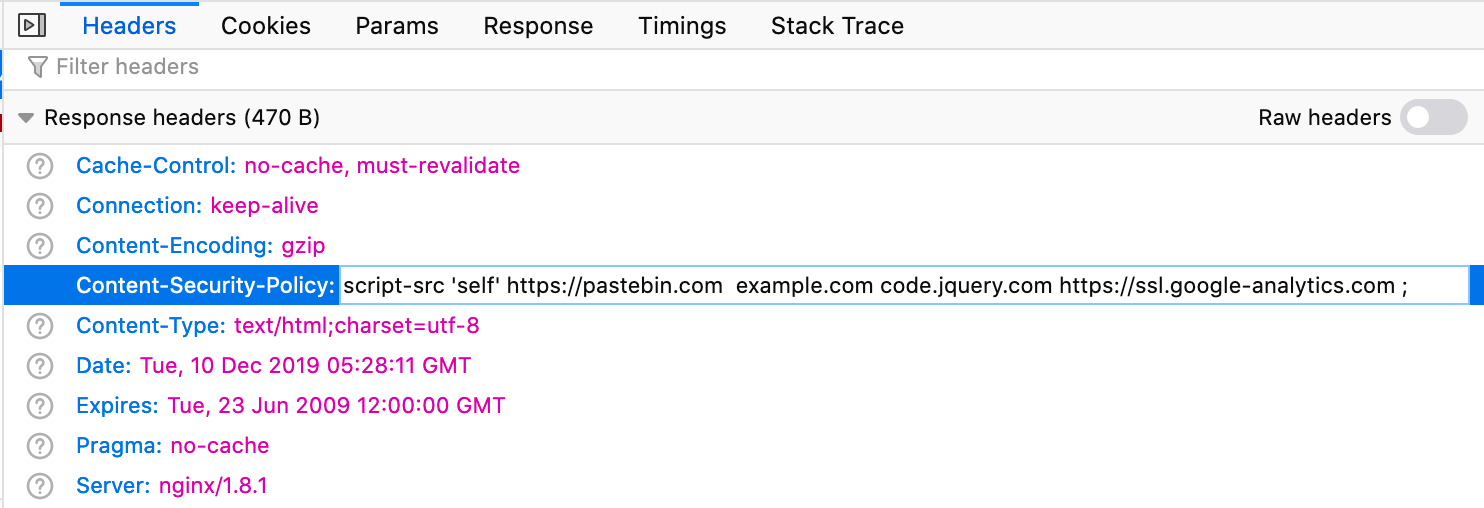 Headers Cookies Params Response Timings Stack Trace
Filter headers
Response headers (470 B) Raw headers
Cache-Control: no-cache, must-revalidate
Connection: keep-alive
Content-Encoding: gzip
Content-Security-Policy: script-src 'self' https://pastebin.com  example.com code.jquery.com https://ssl.google-analytics.com ;
Content-Type: text/html;charset=utf-8
Date: Tue, 10 Dec 2019 05:28:11 GMT
Expires: Tue, 23 Jun 2009 12:00:00 GMT
Pragma: no-cache
Server: nginx/1.8.1